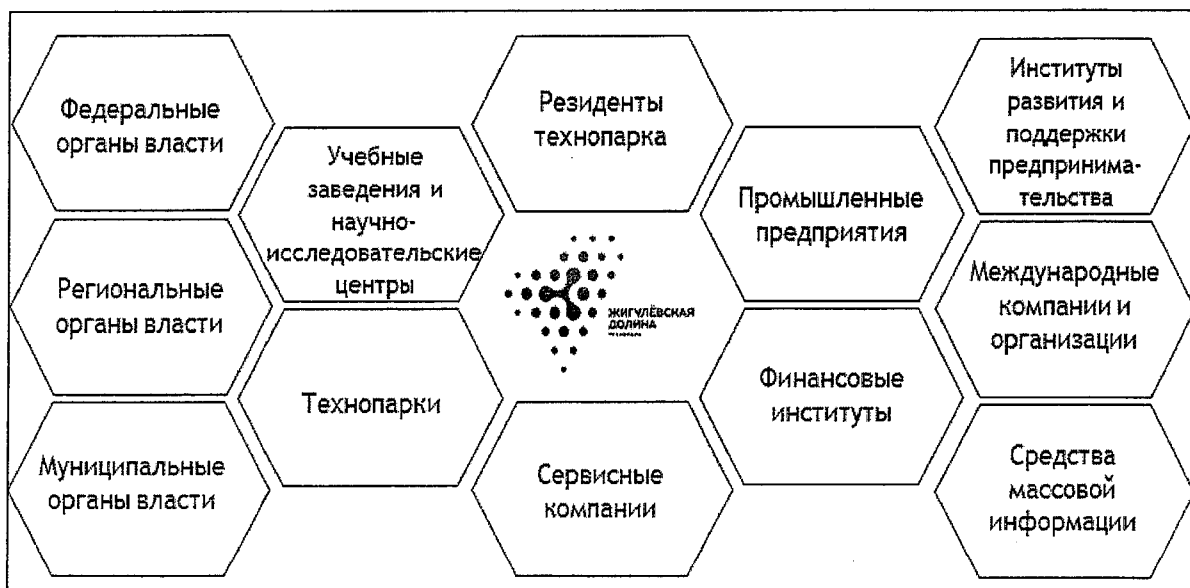 Федеральные
органы власти
Региональные
органы власти
Муниципальные
органы власти
Учебные
заведения и
научно-
исследовательские
центры
Технопарки
Резиденты
технопарка
ЖИГУЛЁВСКАЯ
ДОЛИНА
Сервисные
компании
Промышленные
предприятия
Финансовые
институты
Институты
развития и
поддержки
предпринима-
тельства
Международные
компании и
организации
Средства
массовой
информации